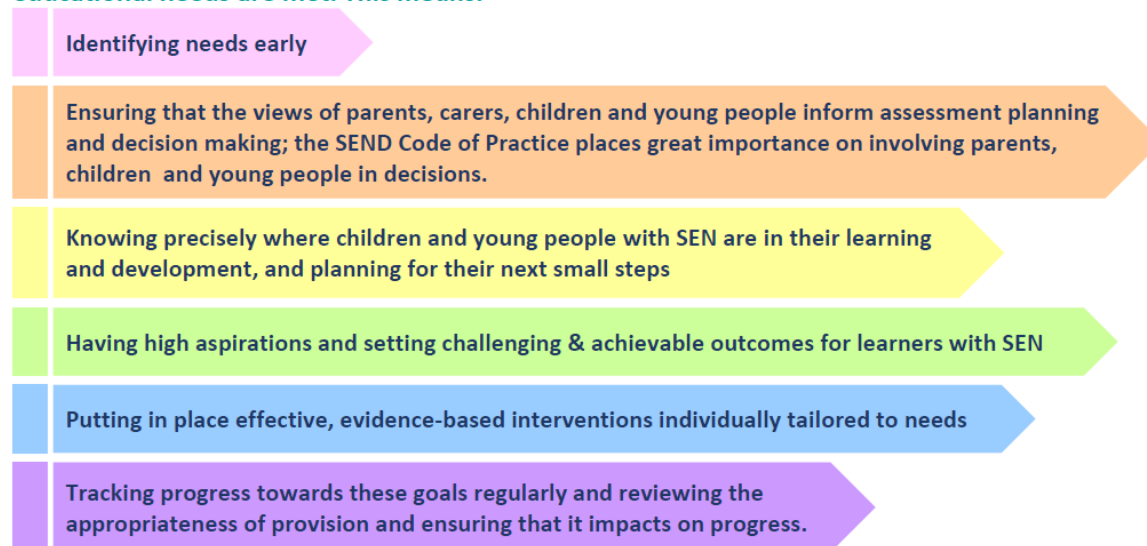 Identifying needs early
Ensuring that the views of parents, carers, children and young people inform assessment planning
and decision making; the SEND Code of Practice places great importance on involving parents,
children  and young people in decisions.
Knowing precisely where children and young people with SEN are in their learning
and development, and planning for their next small steps
Having high aspirations and setting challenging & achievable outcomes for learners with SEN
Putting in place effective, evidence-based interventions individually tailored to needs
Tracking progress towards these goals regularly and reviewing the
appropriateness of provision and ensuring that it impacts on progress.